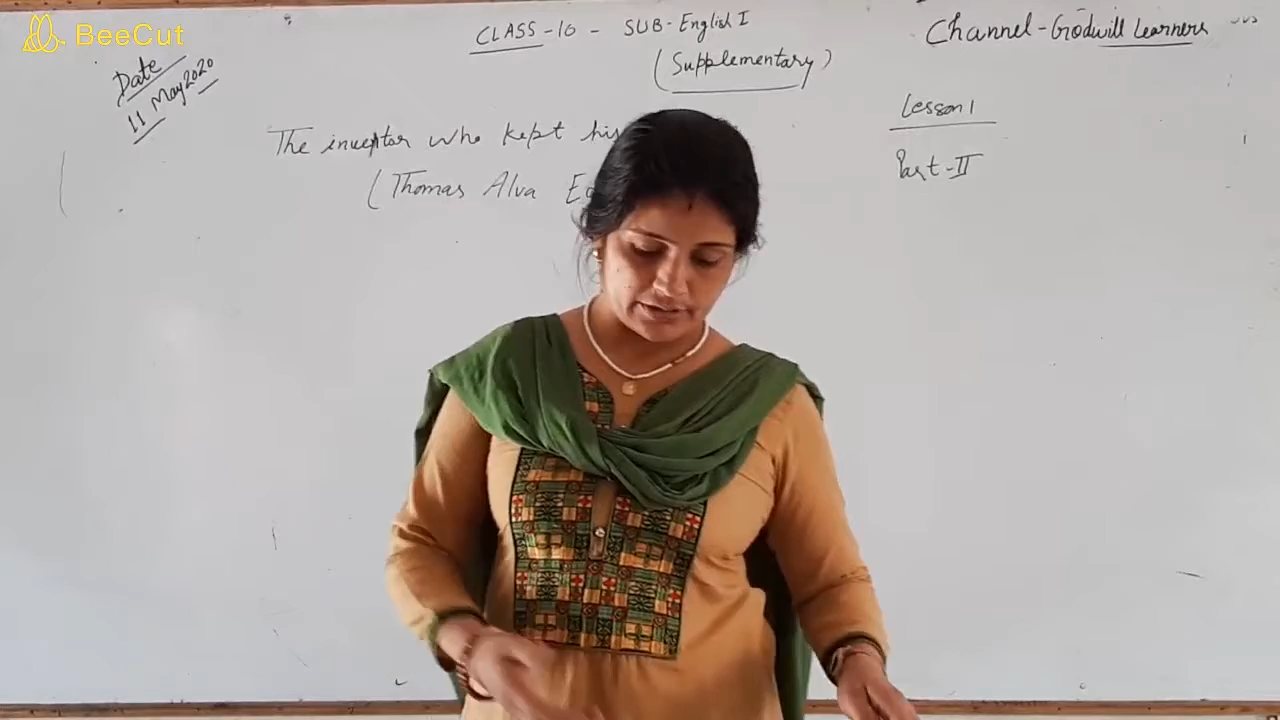 BeeCut
CLASS-10 - SUB-English I
(Supplementary)
Channel-Godwill Learners
Date
11 May 2020
Lesson 1
Part-II
The inventor who kept his
(Thomas Alva